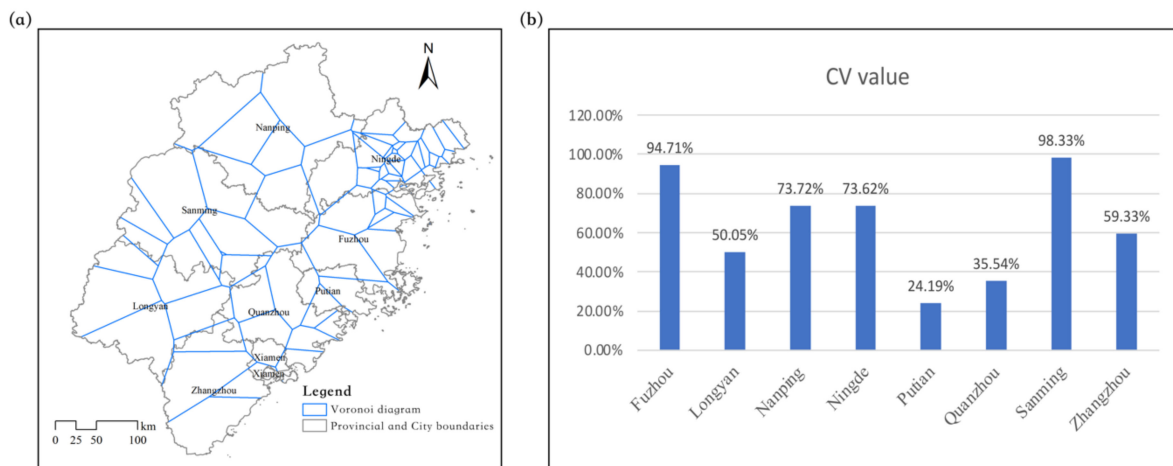 (a)
N
Nanping
Ningde
Sanming
Fuzhou
Longyan
Quanzhou
Putian
Xiamen
Xiamen
Zhangzhou
Legend
Voronoi diagram
Provincial and City boundaries
km
0 25 50 100
(b)
CV value
120.00%
100.00%
80.00%
60.00%
40.00%
20.00%
0.00%
94.71%
50.05%
73.72%
73.62%
24.19%
35.54%
98.33%
59.33%
Fuzhou
Longyan
Nanping
Ningde
Putian
Quanzhou
Sanming
Zhangzhou